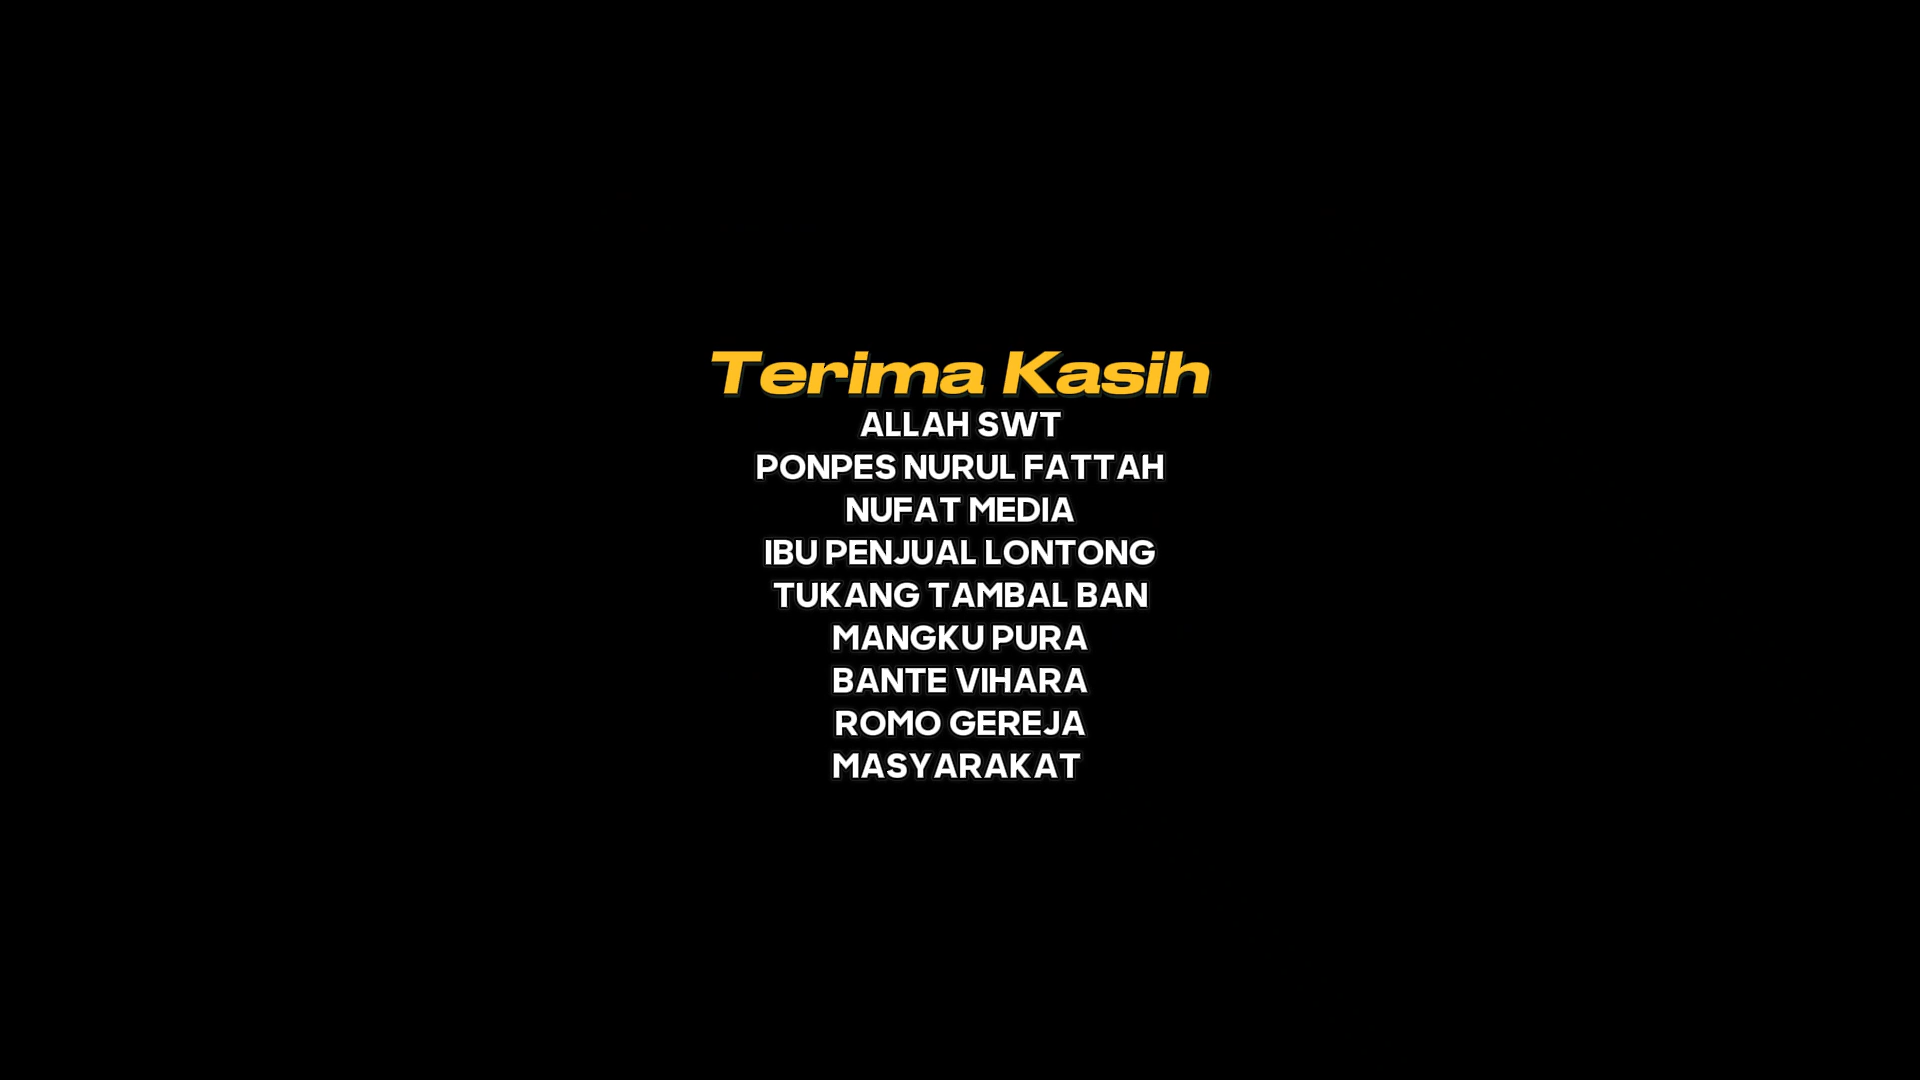 Terima Kasih
ALLAH SWT
PONPES NURUL FATTAH
NUFAT MEDIA
IBU PENJUAL LONTONG
TUKANG TAMBAL BAN
MANGKU PURA
BANTE VIHARA
ROMO GEREJA
MASYARAKAT